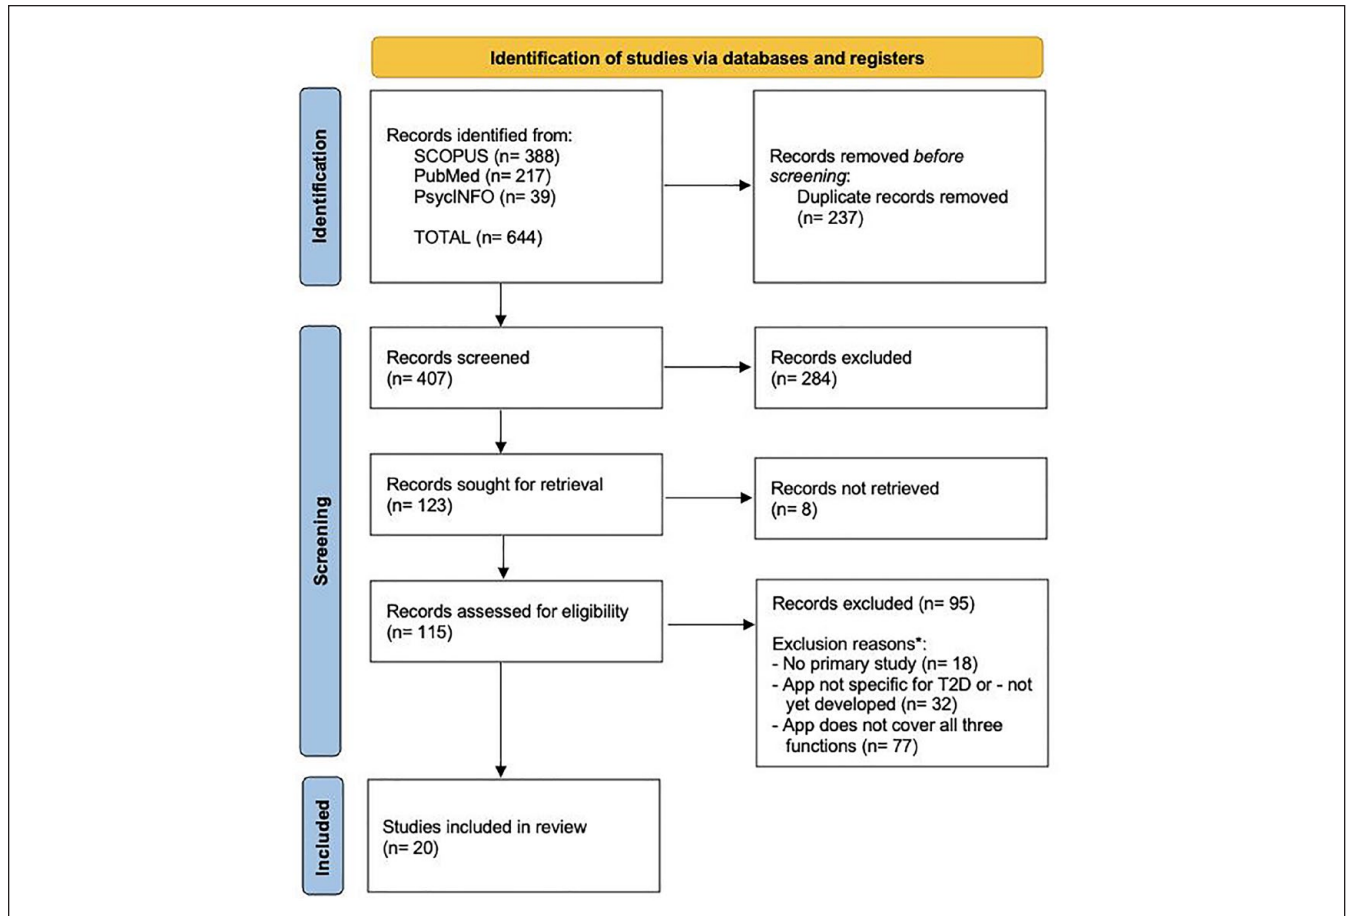 Identification of studies via databases and registers
Identification
Records identified from:
SCOPUS (n= 388)
PubMed (n= 217)
PsycINFO (n= 39)
TOTAL (n= 644)
Records removed before
screening:
Duplicate records removed
(n= 237)
Screening
Records screened
(n= 407)
Records excluded
(n= 284)
Records sought for retrieval
(n= 123)
Records not retrieved
(n= 8)
Records assessed for eligibility
(n= 115)
Records excluded (n= 95)
Exclusion reasons*:
- No primary study (n= 18)
- App not specific for T2D or - not
yet developed (n= 32)
- App does not cover all three
functions (n= 77)
Included
Studies included in review
(n= 20)